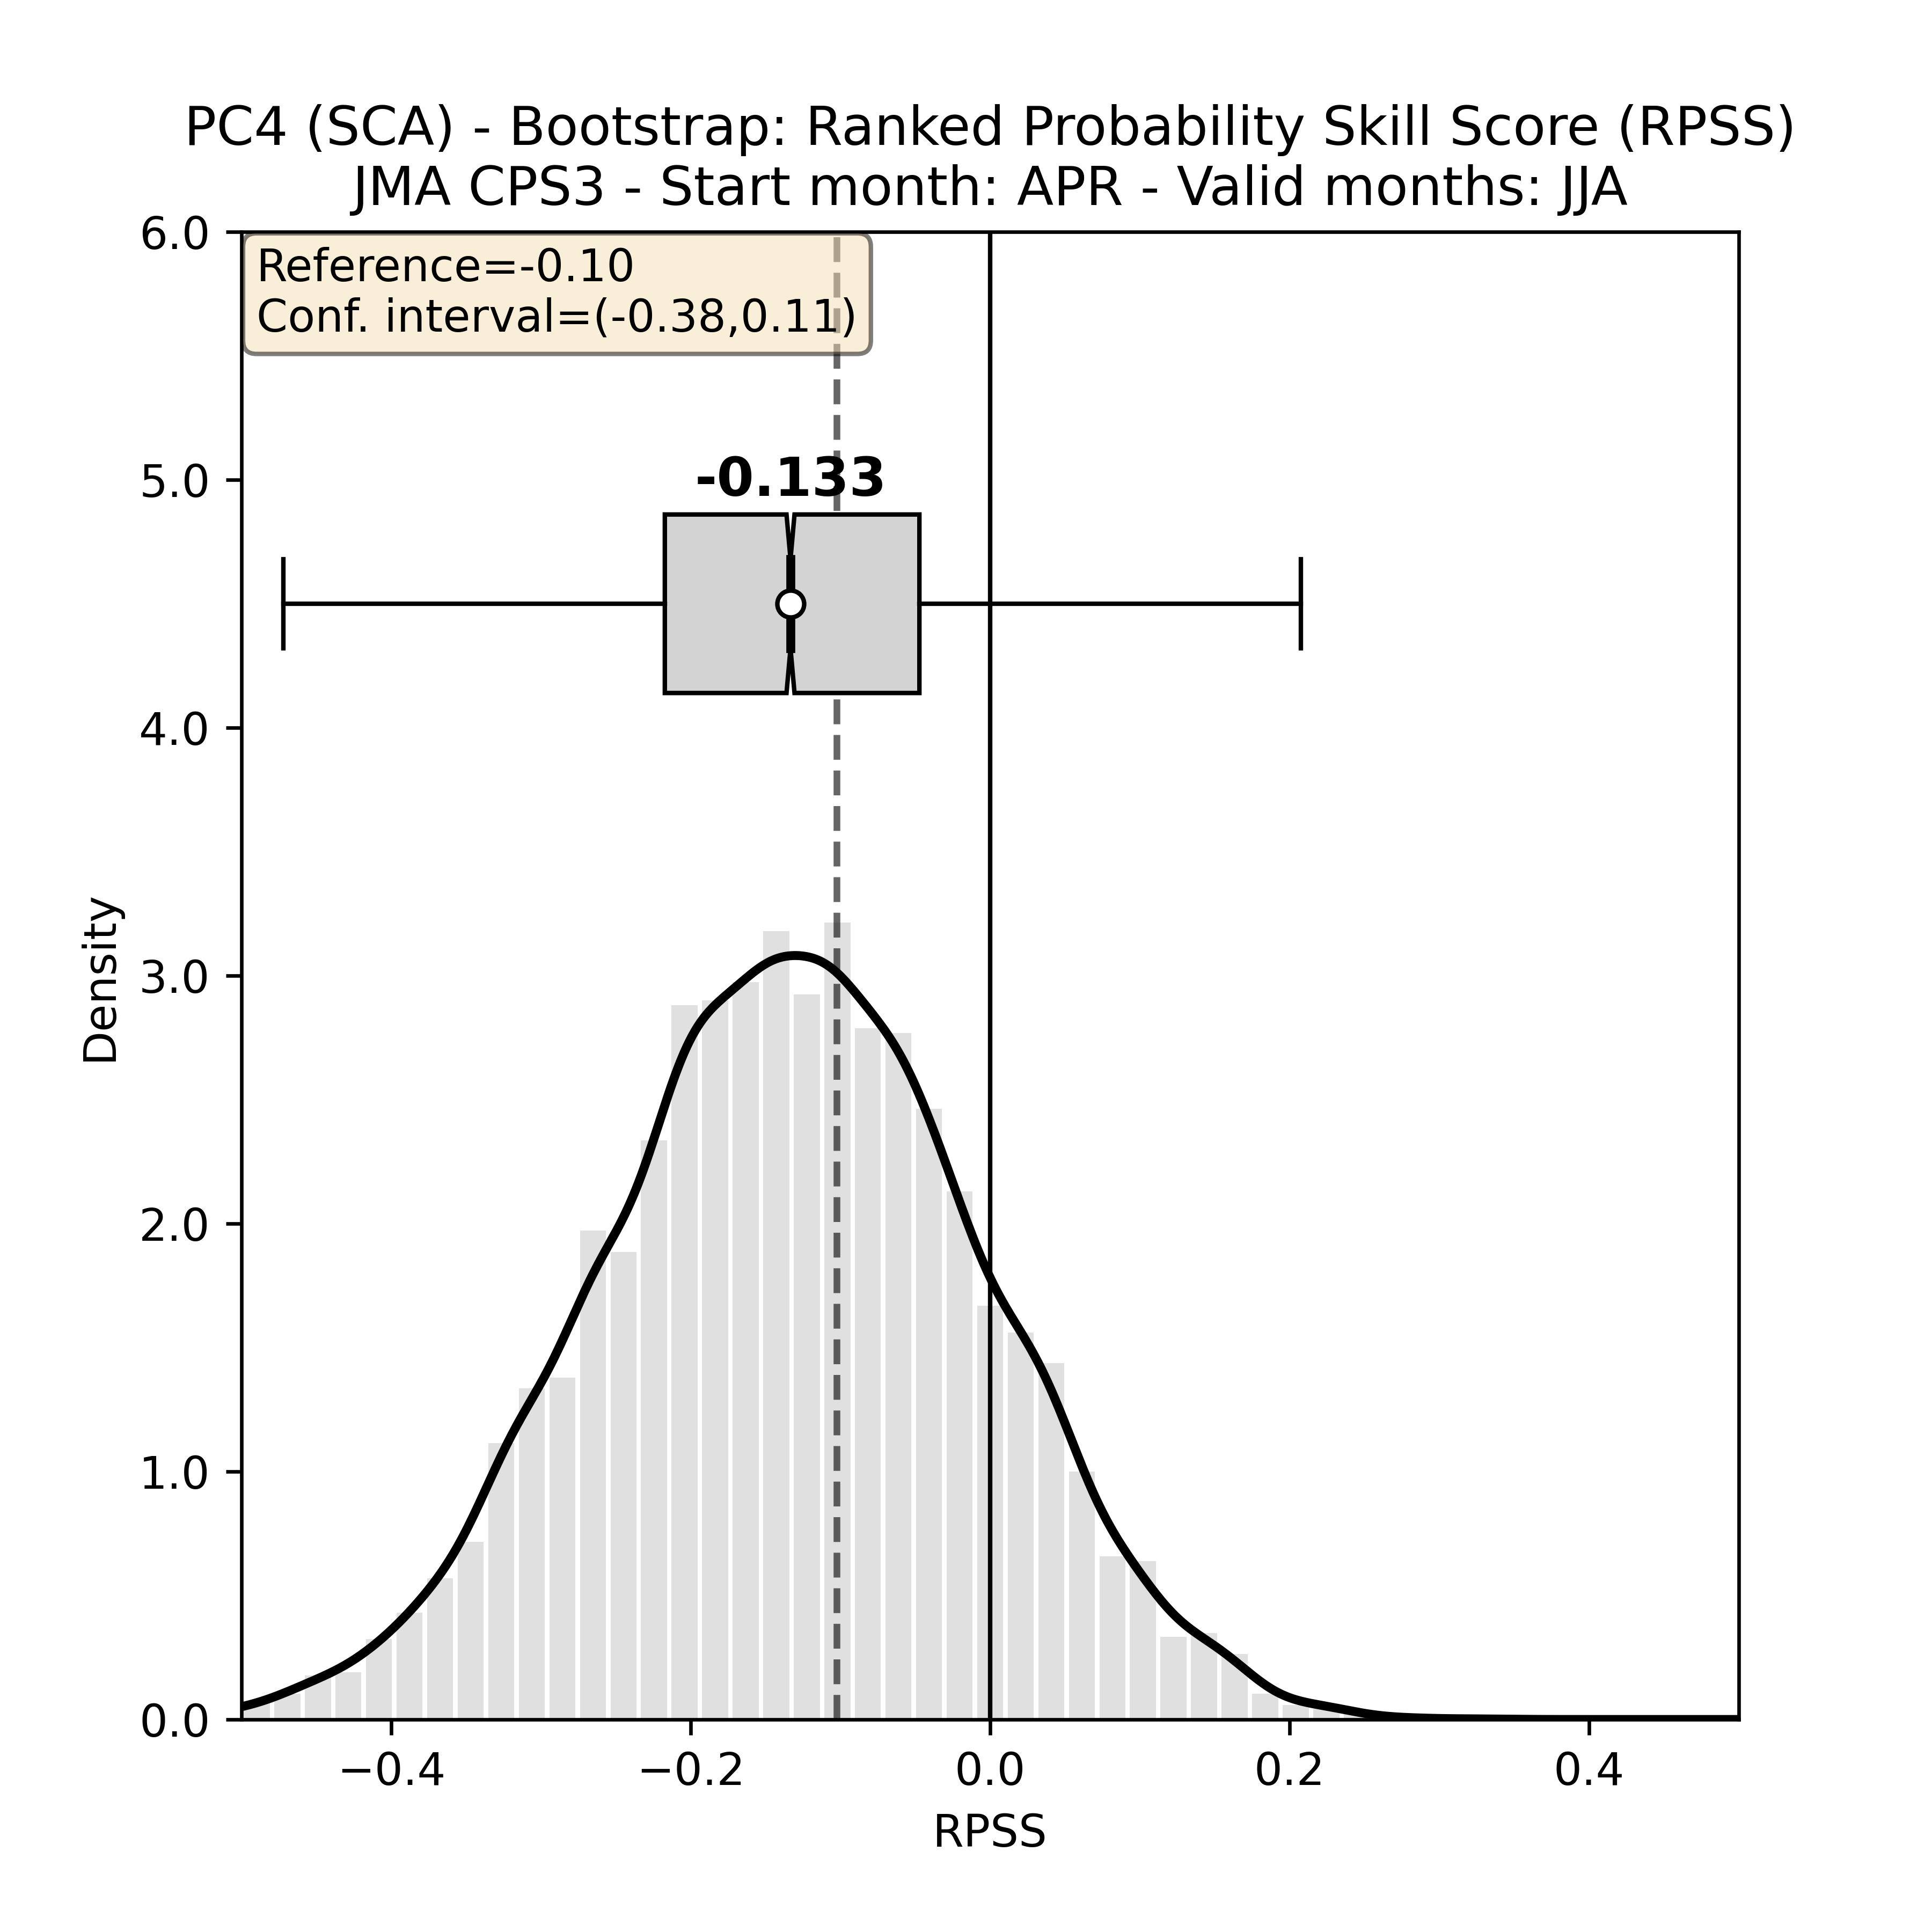 PC4 (SCA) - Bootstrap: Ranked Probability Skill Score (RPSS)
JMA CPS3 - Start month: APR - Valid months: JJA
Reference=-0.10
Conf. interval=(-0.38,0.11)
-0.133
6.0
5.0
4.0
3.0
2.0
1.0
0.0
Density
−0.4
−0.2
0.0
0.2
0.4
RPSS